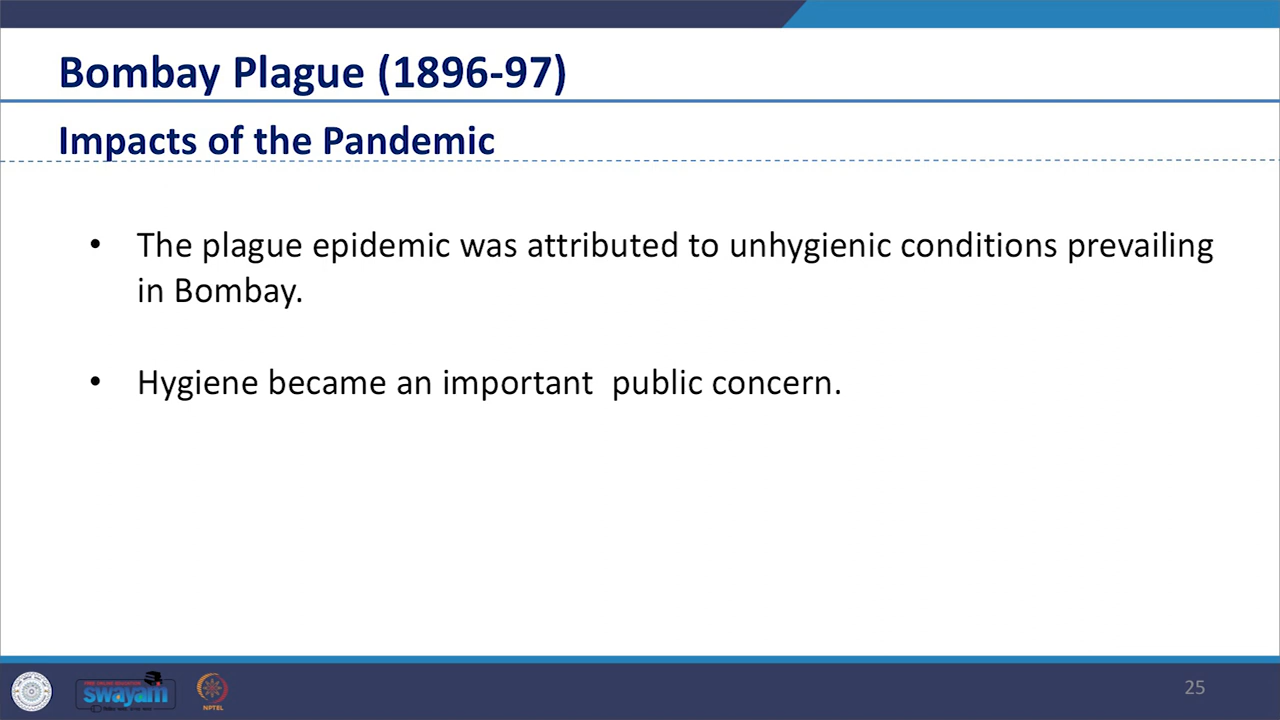 Bombay Plague (1896-97)
Impacts of the Pandemic
• The plague epidemic was attributed to unhygienic conditions prevailing
in Bombay.
• Hygiene became an important  public concern.
swayam
NPTEL
25